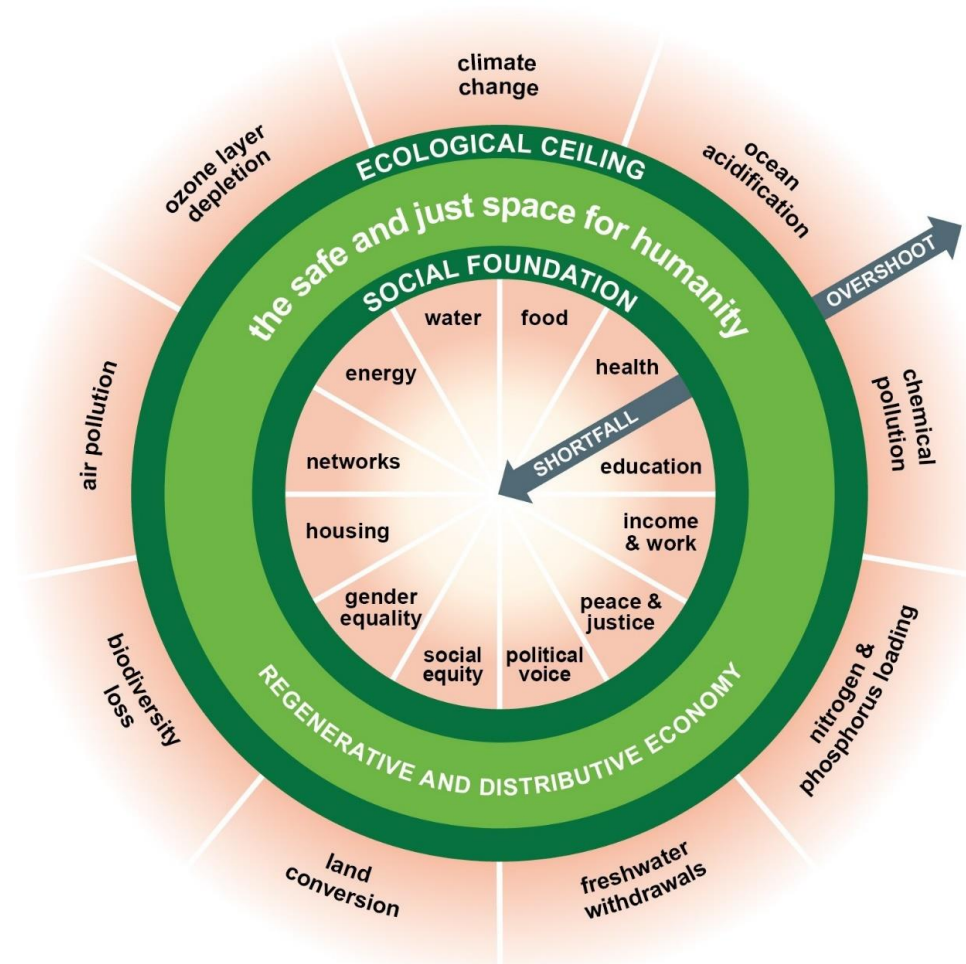 climate
change
ocean
acidification
OVERSHOOT
chemical
pollution
nitrogen &
phosphorus loading
freshwater
withdrawals
land
conversion
biodiversity
loss
air pollution
ozone layer
depletion
ECOLOGICAL CEILING
the safe and just space for humanity
SOCIAL FOUNDATION
water
food
health
SHORTFALL
education
income
& work
peace &
justice
political
voice
social
equity
gender
equality
housing
networks
energy
REGENERATIVE AND DISTRIBUTIVE ECONOMY